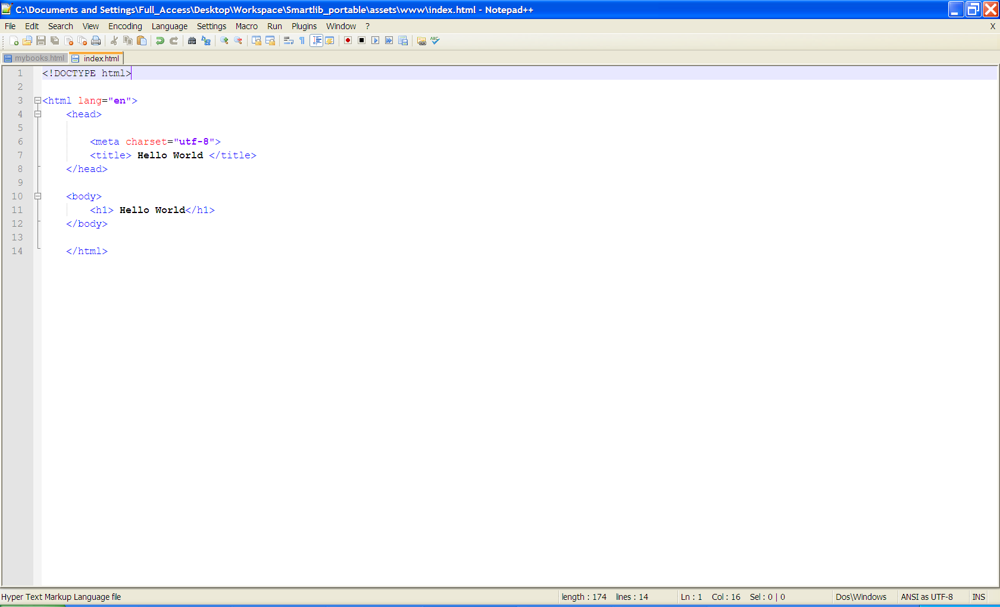 C:\Documents and Settings\Full_Access\Desktop\Workspace\Smartlib_portable\assets\www\index.html - Notepad++
File Edit Search View Encoding Language Settings Macro Run Plugins Window ? X
mybooks.html index.html
1 <!DOCTYPE html>
2
3 <html lang="en">
4 <head>
5
6 <meta charset="utf-8">
7 <title> Hello World </title>
8 </head>
9
10 <body>
11 <h1> Hello World</h1>
12 </body>
13
14 </html>
Hyper Text Markup Language file length : 174 lines : 14 Ln : 1 Col : 16 Sel : 0 | 0 Dos\Windows ANSI as UTF-8 INS